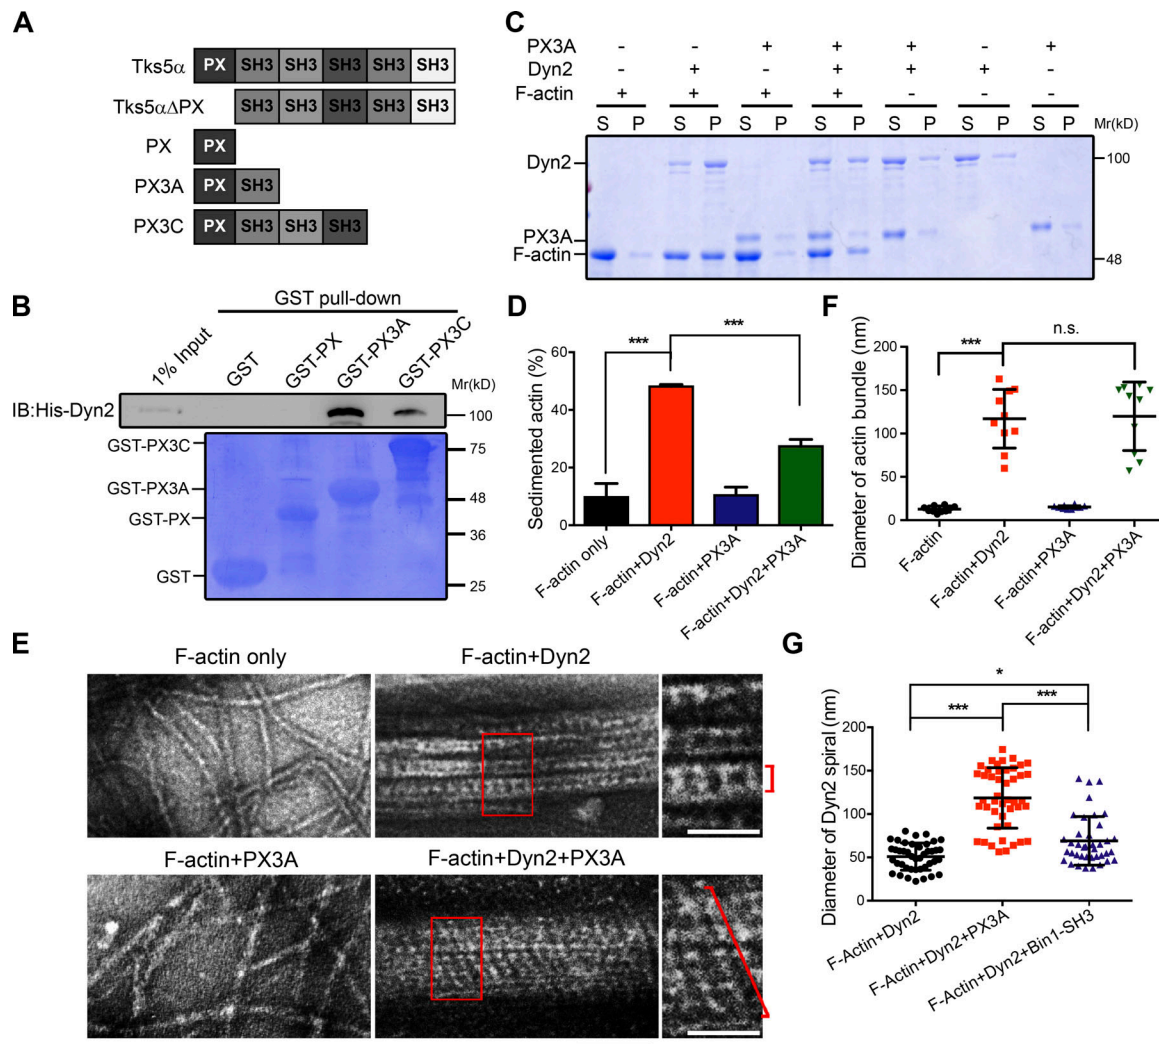 A
Tks5α PX SH3 SH3 SH3 SH3 SH3
Tks5αΔPX SH3 SH3 SH3 SH3 SH3
PX PX
PX3A PX SH3
PX3C PX SH3 SH3 SH3
B
GST pull-down
1% Input GST GST-PX GST-PX3A GST-PX3C
Mr(kD)
IB:His-Dyn2
100
GST-PX3C
75
GST-PX3A
48
GST-PX
36
GST
25
C
PX3A - - + + + - +
Dyn2 - + - + + + -
F-actin + + + + - - -
S P S P S P S P S P S P S P Mr(kD)
Dyn2
100
PX3A
F-actin
48
D
*** ***
Sedimented actin (%)
60
40
20
0
F-actin only
F-actin+Dyn2
F-actin+PX3A
F-actin+Dyn2+PX3A
F
*** n.s.
Diameter of actin bundle (nm)
200
150
100
50
0
F-actin
F-actin+Dyn2
F-actin+PX3A
F-actin+Dyn2+PX3A
E
F-actin only
F-actin+Dyn2
F-actin+PX3A
F-actin+Dyn2+PX3A
G
*
*** ***
Diameter of Dyn2 spiral (nm)
200
150
100
50
0
F-Actin+Dyn2
F-Actin+Dyn2+PX3A
F-Actin+Dyn2+Bin1-SH3